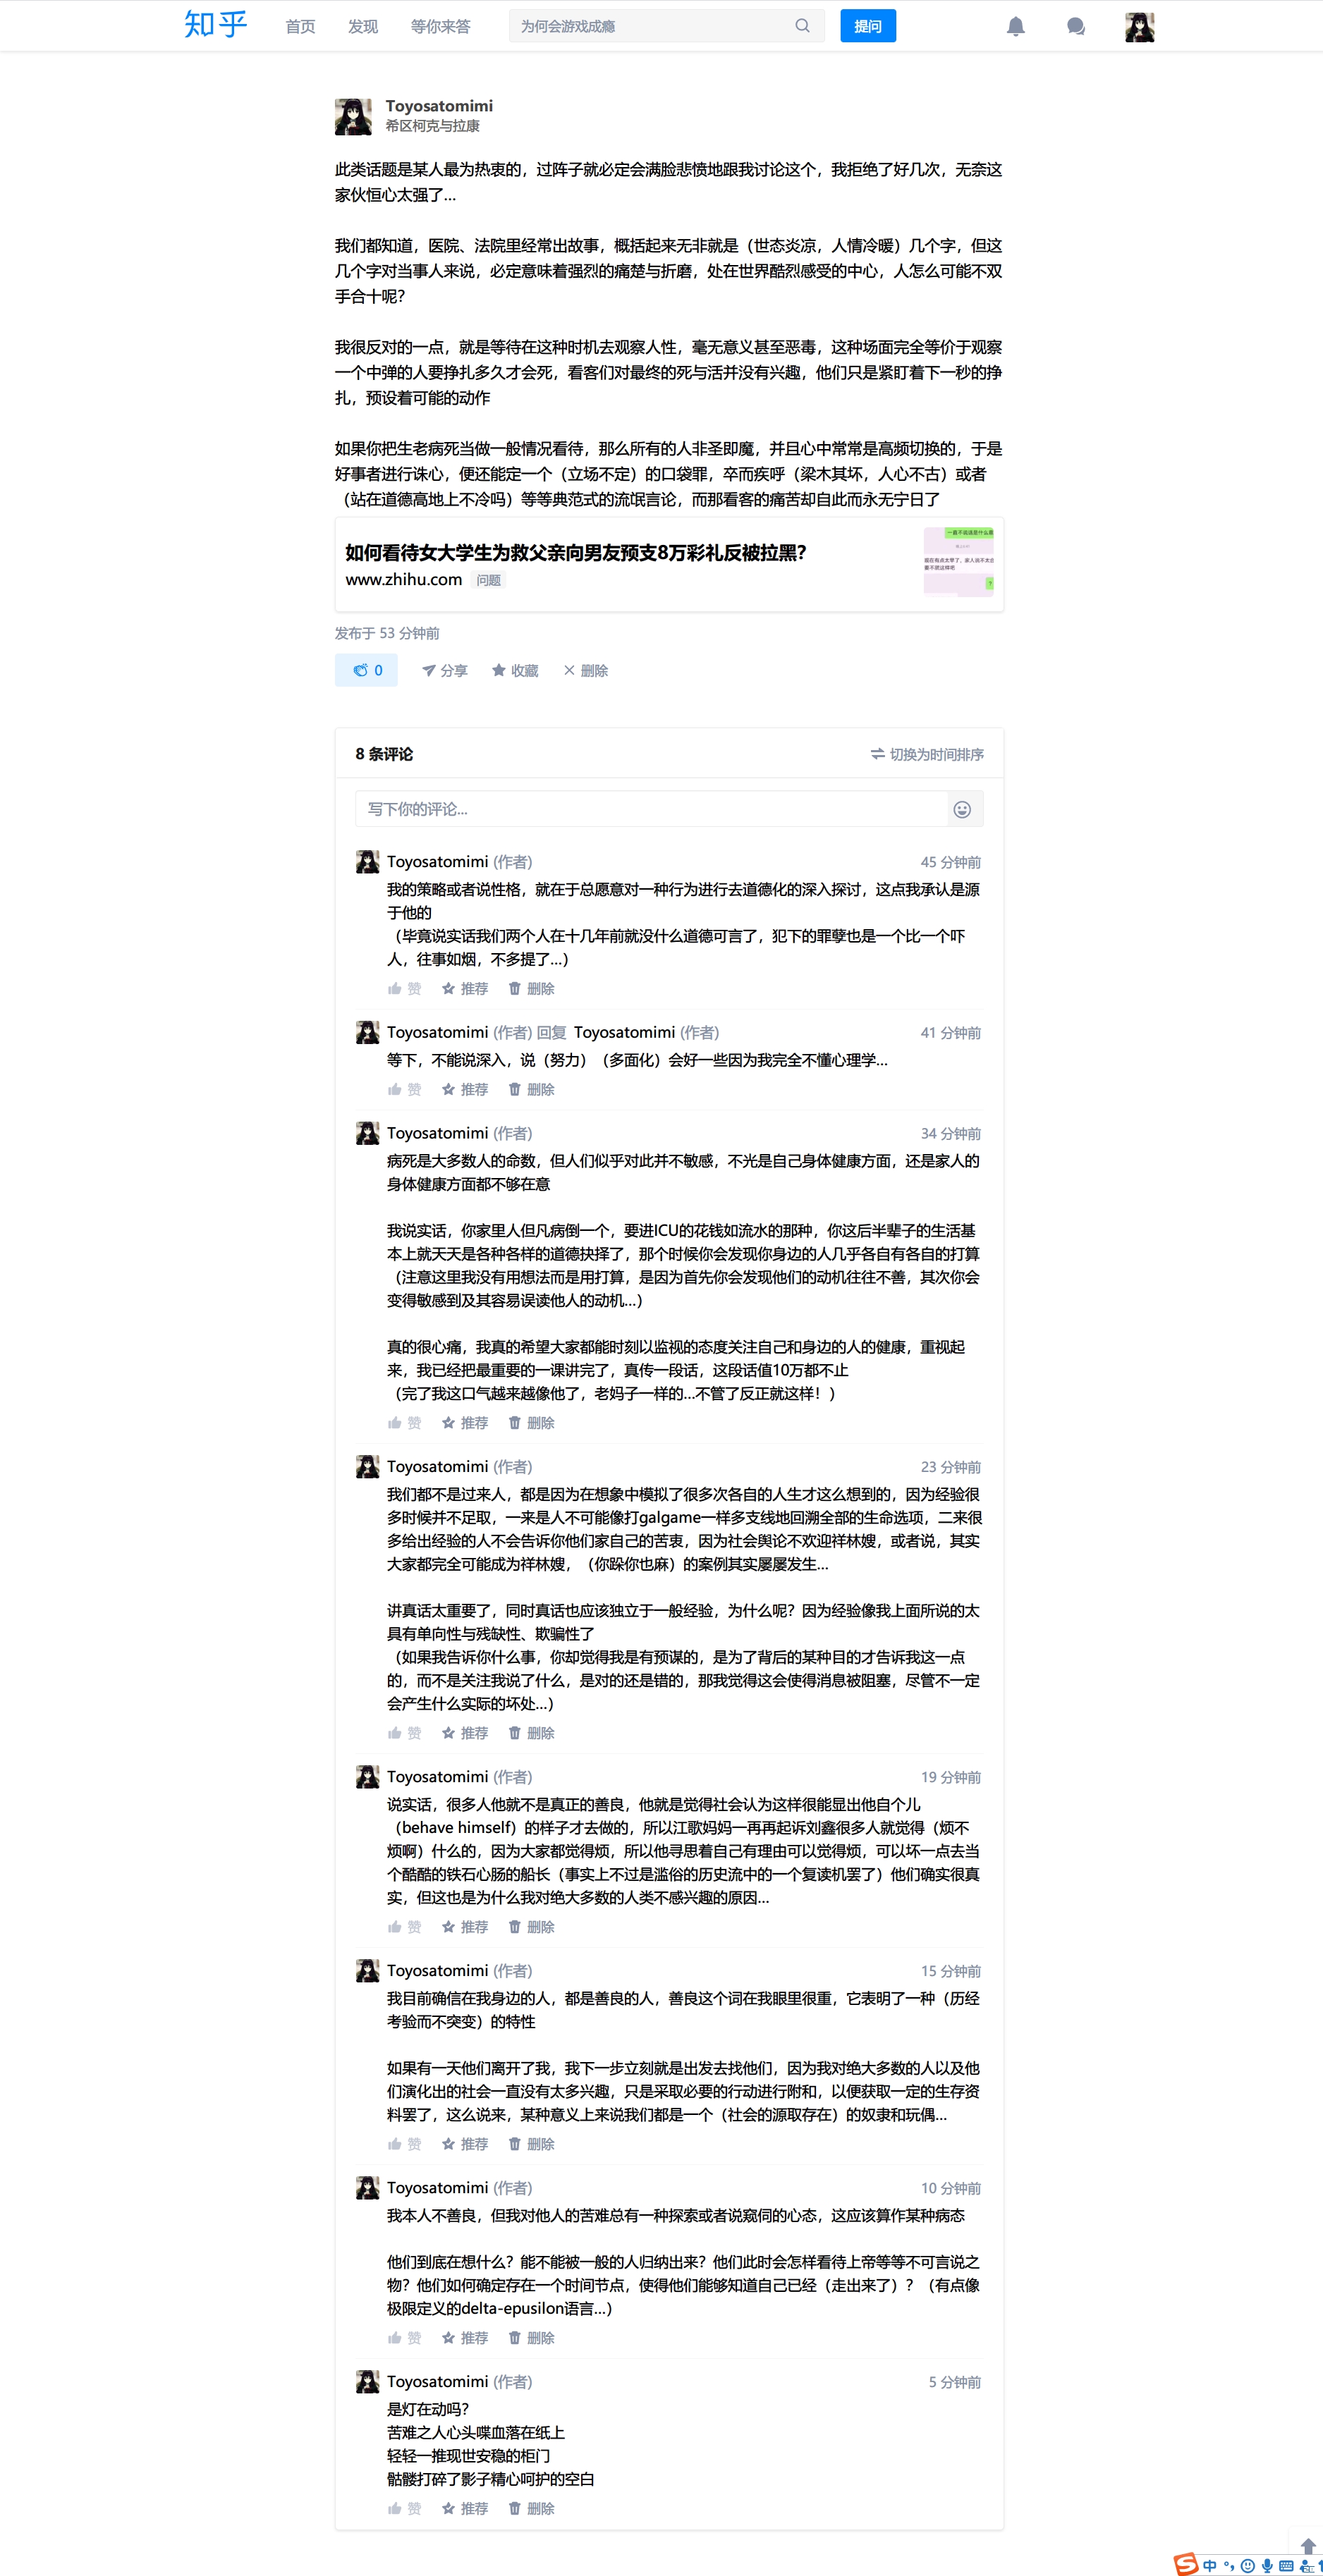 知乎 首页 发现 等你来答 为何会游戏成瘾 提问
Toyosatomimi
希区柯克与拉康
此类话题是某人最为热衷的，过阵子就必定会满脸悲愤地跟我讨论这个，我拒绝了好几次，无奈这
家伙恒心太强了...
我们都知道，医院、法院里经常出故事，概括起来无非就是（世态炎凉，人情冷暖）几个字，但这
几个字对当事人来说，必定意味着强烈的痛楚与折磨，处在世界酷烈感受的中心，人怎么可能不双
手合十呢？
我很反对的一点，就是等待在这种时机去观察人性，毫无意义甚至恶毒，这种场面完全等价于观察
一个中弹的人要挣扎多久才会死，看客们对最终的死与活并没有兴趣，他们只是紧盯着下一秒的挣
扎，预设着可能的动作
如果你把生老病死当做一般情况看待，那么所有的人非圣即魔，并且心中常常是高频切换的，于是
好事者进行诛心，便还能定一个（立场不定）的口袋罪，卒而疾呼（梁木其坏，人心不古）或者
（站在道德高地上不冷吗）等等典范式的流氓言论，而那看客的痛苦却自此而永无宁日了
如何看待女大学生为救父亲向男友预支8万彩礼反被拉黑？
www.zhihu.com 问题
发布于 53 分钟前
0 分享 收藏 删除
8 条评论 切换为时间排序
写下你的评论...
Toyosatomimi (作者) 45 分钟前
我的策略或者说性格，就在于总愿意对一种行为进行去道德化的深入探讨，这点我承认是源
于他的
（毕竟说实话我们两个人在十几年前就没什么道德可言了，犯下的罪孽也是一个比一个吓
人，往事如烟，不多提了...）
赞 推荐 删除
Toyosatomimi (作者) 回复 Toyosatomimi (作者) 41 分钟前
等下，不能说深入，说（努力）（多面化）会好一些因为我完全不懂心理学...
赞 推荐 删除
Toyosatomimi (作者) 34 分钟前
病死是大多数人的命数，但人们似乎对此并不敏感，不光是自己身体健康方面，还是家人的
身体健康方面都不够在意
我说实话，你家里人但凡病倒一个，要进ICU的花钱如流水的那种，你这后半辈子的生活基
本上就天天是各种各样的道德抉择了，那个时候你会发现你身边的人几乎各自有各自的打算
（注意这里我没有用想法而是用打算，是因为首先你会发现他们的动机往往不善，其次你会
变得敏感到及其容易误读他人的动机...）
真的很心痛，我真的希望大家都能时刻以监视的态度关注自己和身边的人的健康，重视起
来，我已经把最重要的一课讲完了，真传一段话，这段话值10万都不止
（完了我这口气越来越像他了，老妈子一样的...不管了反正就这样！）
赞 推荐 删除
Toyosatomimi (作者) 23 分钟前
我们都不是过来人，都是因为在想象中模拟了很多次各自的人生才这么想到的，因为经验很
多时候并不足取，一来是人不可能像打galgame一样多支线地回溯全部的生命选项，二来很
多给出经验的人不会告诉你他们家自己的苦衷，因为社会舆论不欢迎祥林嫂，或者说，其实
大家都完全可能成为祥林嫂，（你跺你也麻）的案例其实屡屡发生...
讲真话太重要了，同时真话也应该独立于一般经验，为什么呢？因为经验像我上面所说的太
具有单向性与残缺性、欺骗性了
（如果我告诉你什么事，你却觉得我是有预谋的，是为了背后的某种目的才告诉我这一点
的，而不是关注我说了什么，是对的还是错的，那我觉得这会使得消息被阻塞，尽管不一定
会产生什么实际的坏处...）
赞 推荐 删除
Toyosatomimi (作者) 19 分钟前
说实话，很多人他就不是真正的善良，他就是觉得社会认为这样很能显出他自个儿
（behave himself）的样子才去做的，所以江歌妈妈一再再起诉刘鑫很多人就觉得（烦不
烦啊）什么的，因为大家都觉得烦，所以他寻思着自己有理由可以觉得烦，可以坏一点去当
个酷酷的铁石心肠的船长（事实上不过是滥俗的历史流中的一个复读机罢了）他们确实很真
实，但这也是为什么我对绝大多数的人类不感兴趣的原因...
赞 推荐 删除
Toyosatomimi (作者) 15 分钟前
我目前确信在我身边的人，都是善良的人，善良这个词在我眼里很重，它表明了一种（历经
考验而不突变）的特性
如果有一天他们离开了我，我下一步立刻就是出发去找他们，因为我对绝大多数的人以及他
们演化出的社会一直没有太多兴趣，只是采取必要的行动进行附和，以便获取一定的生存资
料罢了，这么说来，某种意义上来说我们都是一个（社会的源取存在）的奴隶和玩偶...
赞 推荐 删除
Toyosatomimi (作者) 10 分钟前
我本人不善良，但我对他人的苦难总有一种探索或者说窥伺的心态，这应该算作某种病态
他们到底在想什么？能不能被一般的人归纳出来？他们此时会怎样看待上帝等等不可言说之
物？他们如何确定存在一个时间节点，使得他们能够知道自己已经（走出来了）？（有点像
极限定义的delta-epusilon语言...）
赞 推荐 删除
Toyosatomimi (作者) 5 分钟前
是灯在动吗？
苦难之人心头喋血落在纸上
轻轻一推现世安稳的柜门
骷髅打碎了影子精心呵护的空白
赞 推荐 删除
中